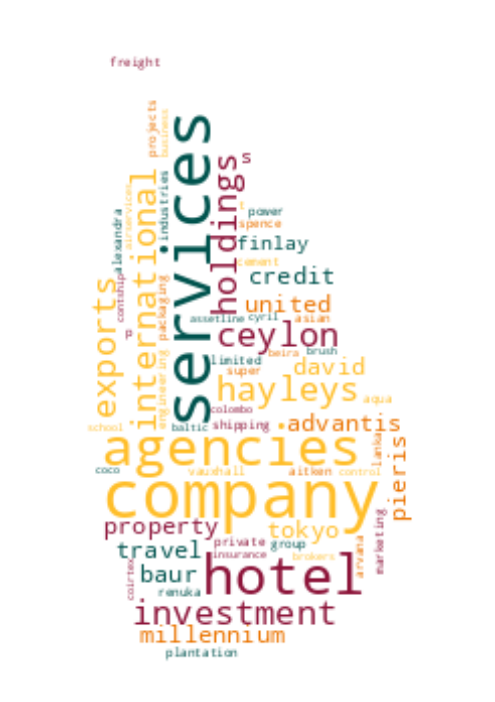 freight
projects
business
services
holdings
s
international
industries
airservices
alexandra
t
power
spence
finlay
cement
credit
exports
contship
packaging
p
united
assetline
cyril
asian
ceylon
engineering
beira
brush
limited
super
david
hayleys
aqua
colombo
school
baltic
shipping
advantis
agencies
lanka
pieris
coco
vauxhall
aitken
control
company
property
tokyo
marketing
travel
private
group
insurance
brokers
arvana
coirtex
baur
hotel
renuka
investment
millennium
plantation